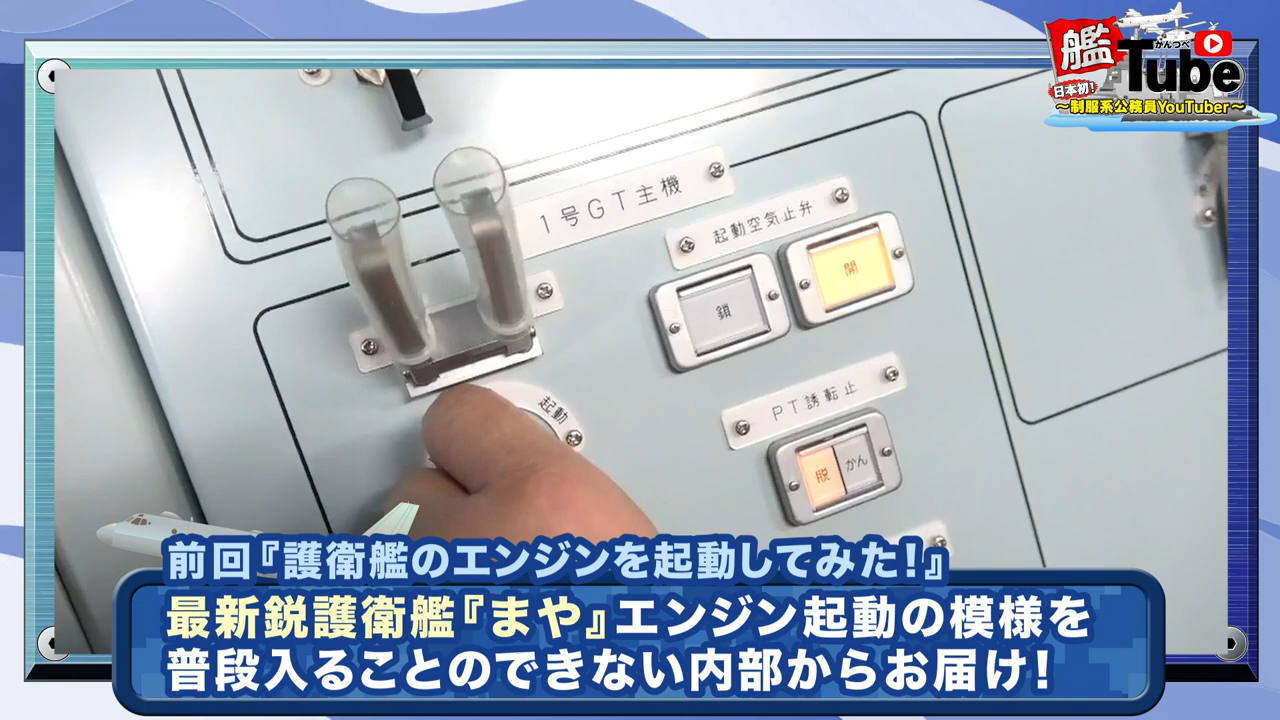 艦
かんつべ
Tube
日本初!
～制服系公務員YouTuber～
1号GT主機
起動空気止弁
鎖
開
起動
PT誘転止
脱
かん
前回『護衛艦のエンジンを起動してみた!』
最新鋭護衛艦『まや』エンジン起動の模様を
普段入ることのできない内部からお届け!